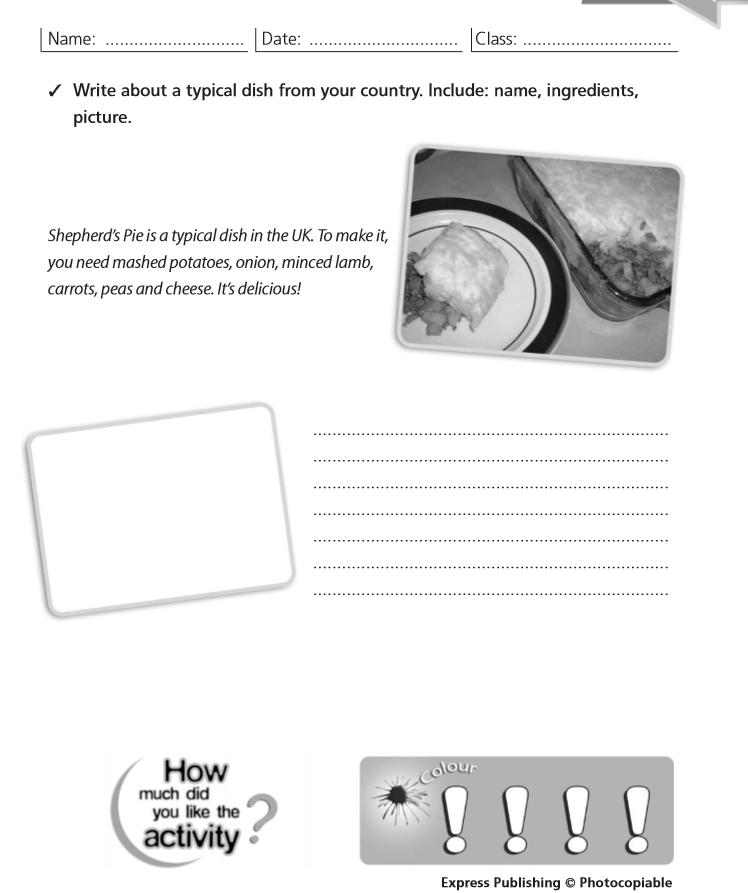 Name: ............................. Date: ............................... Class: ...............................
✓ Write about a typical dish from your country. Include: name, ingredients,
picture.
Shepherd's Pie is a typical dish in the UK. To make it,
you need mashed potatoes, onion, minced lamb,
carrots, peas and cheese. It's delicious!
How
much did
you like the
activity?
Colour
! ! ! !
Express Publishing © Photocopiable